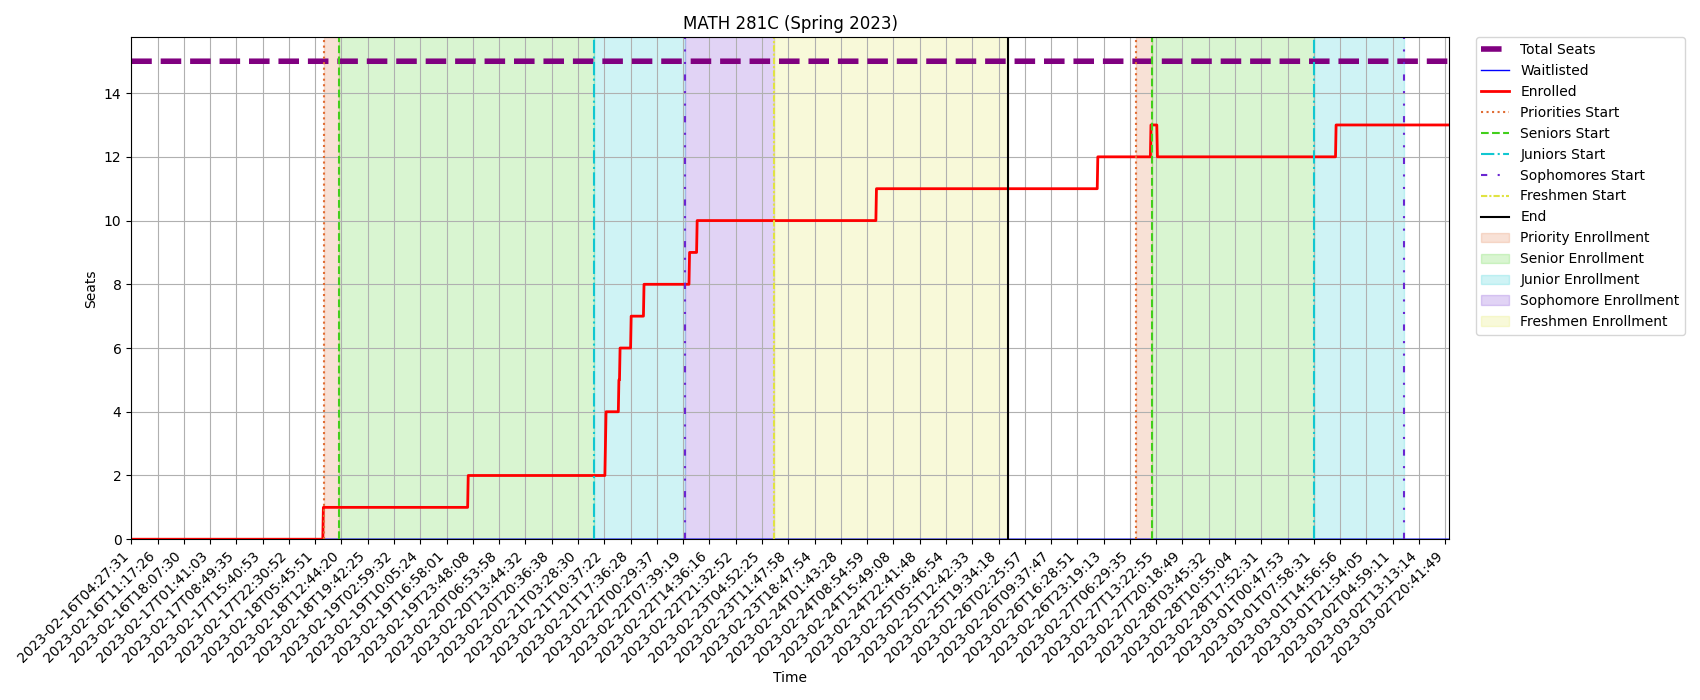 MATH 281C (Spring 2023)
Seats
14
12
10
8
6
4
2
0
2023-02-16T04:27:31
2023-02-16T11:17:26
2023-02-16T18:07:30
2023-02-17T01:41:03
2023-02-17T08:49:35
2023-02-17T15:40:53
2023-02-17T22:30:52
2023-02-18T05:45:51
2023-02-18T12:44:20
2023-02-18T19:42:25
2023-02-19T02:59:32
2023-02-19T10:05:24
2023-02-19T16:58:01
2023-02-19T23:48:08
2023-02-20T06:53:58
2023-02-20T13:44:32
2023-02-20T20:36:38
2023-02-21T03:28:30
2023-02-21T10:37:22
2023-02-21T17:36:28
2023-02-22T00:29:37
2023-02-22T07:39:19
2023-02-22T14:36:16
2023-02-22T21:32:52
2023-02-23T04:52:25
2023-02-23T11:47:58
2023-02-23T18:47:54
2023-02-24T01:43:28
2023-02-24T08:54:59
2023-02-24T15:49:08
2023-02-24T22:41:48
2023-02-25T05:46:54
2023-02-25T12:42:33
2023-02-25T19:34:18
2023-02-26T02:25:57
2023-02-26T09:37:47
2023-02-26T16:28:51
2023-02-26T23:19:13
2023-02-27T06:29:35
2023-02-27T13:22:55
2023-02-27T20:18:49
2023-02-28T03:45:32
2023-02-28T10:55:04
2023-02-28T17:52:31
2023-03-01T00:47:53
2023-03-01T07:58:31
2023-03-01T14:56:56
2023-03-01T21:54:05
2023-03-02T04:59:11
2023-03-02T13:13:14
2023-03-02T20:41:49
Time
Total Seats
Waitlisted
Enrolled
Priorities Start
Seniors Start
Juniors Start
Sophomores Start
Freshmen Start
End
Priority Enrollment
Senior Enrollment
Junior Enrollment
Sophomore Enrollment
Freshmen Enrollment